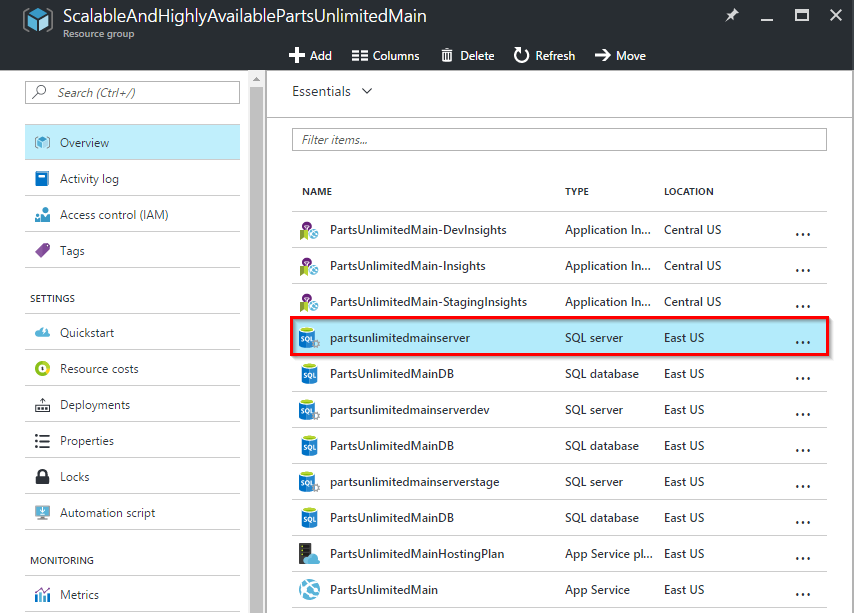 ScalableAndHighlyAvailablePartsUnlimitedMain
Resource group
Add Columns Delete Refresh Move
Search (Ctrl+/)
Overview
Activity log
Access control (IAM)
Tags
SETTINGS
Quickstart
Resource costs
Deployments
Properties
Locks
Automation script
MONITORING
Metrics
Essentials
Filter items...
NAME TYPE LOCATION
PartsUnlimitedMain-DevInsights Application In... Central US ...
PartsUnlimitedMain-Insights Application In... Central US ...
PartsUnlimitedMain-StagingInsights Application In... Central US ...
partsunlimitedmainserver SQL server East US ...
PartsUnlimitedMainDB SQL database East US ...
partsunlimitedmainserverdev SQL server East US ...
PartsUnlimitedMainDB SQL database East US ...
partsunlimitedmainserverstage SQL server East US ...
PartsUnlimitedMainDB SQL database East US ...
PartsUnlimitedMainHostingPlan App Service pl... East US ...
PartsUnlimitedMain App Service East US ...